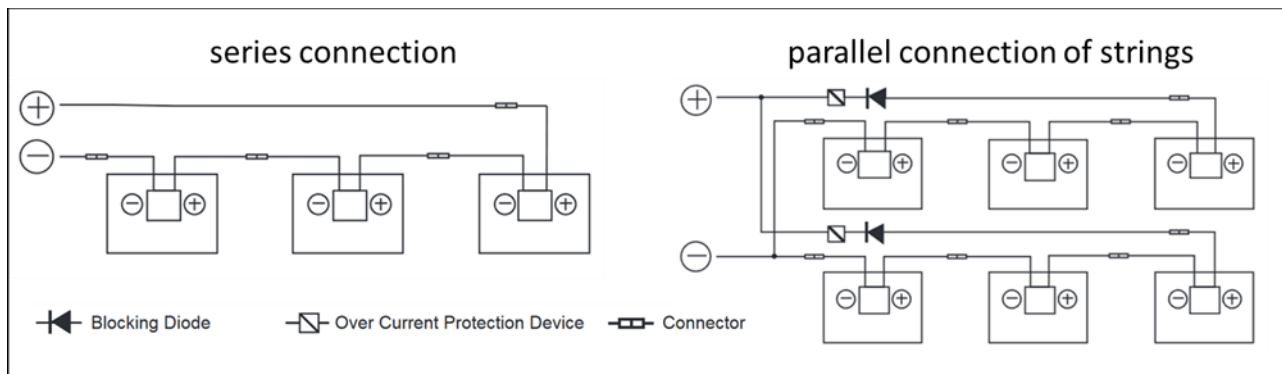 series connection
parallel connection of strings
+
−
− +
− +
− +
+
− +
− +
− +
−
− +
− +
− +
Blocking Diode
Over Current Protection Device
Connector